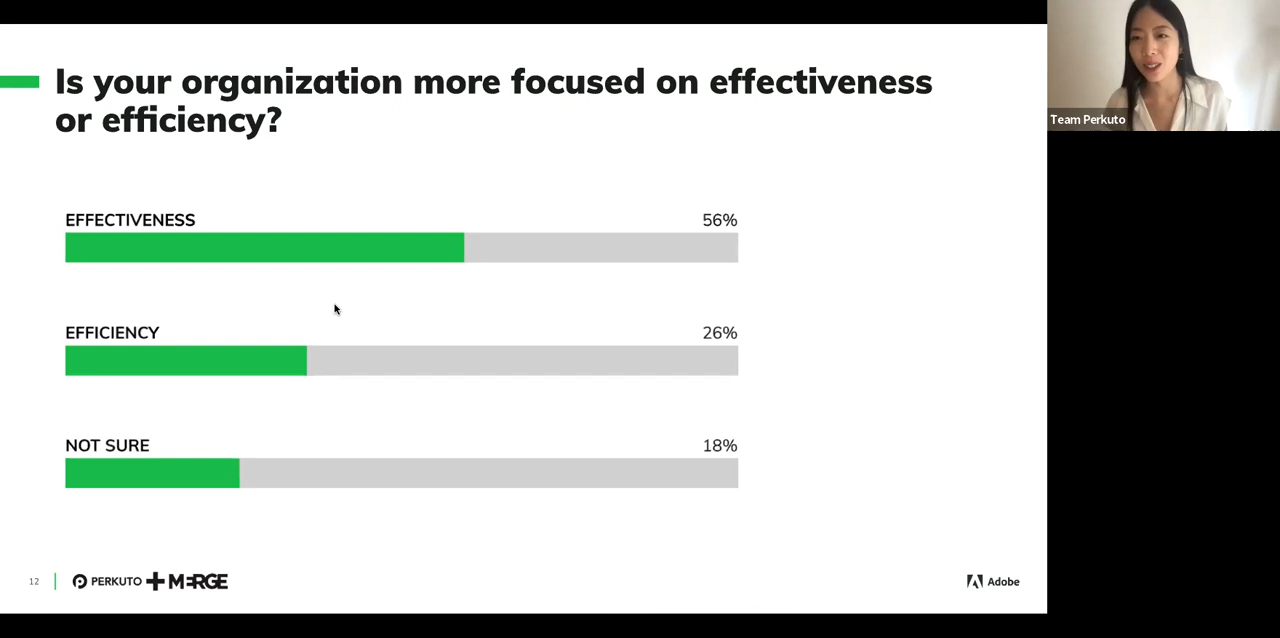 Is your organization more focused on effectiveness
or efficiency?
EFFECTIVENESS 56%
EFFICIENCY 26%
NOT SURE 18%
12 PERKUTO + MERGE Adobe
Team Perkuto